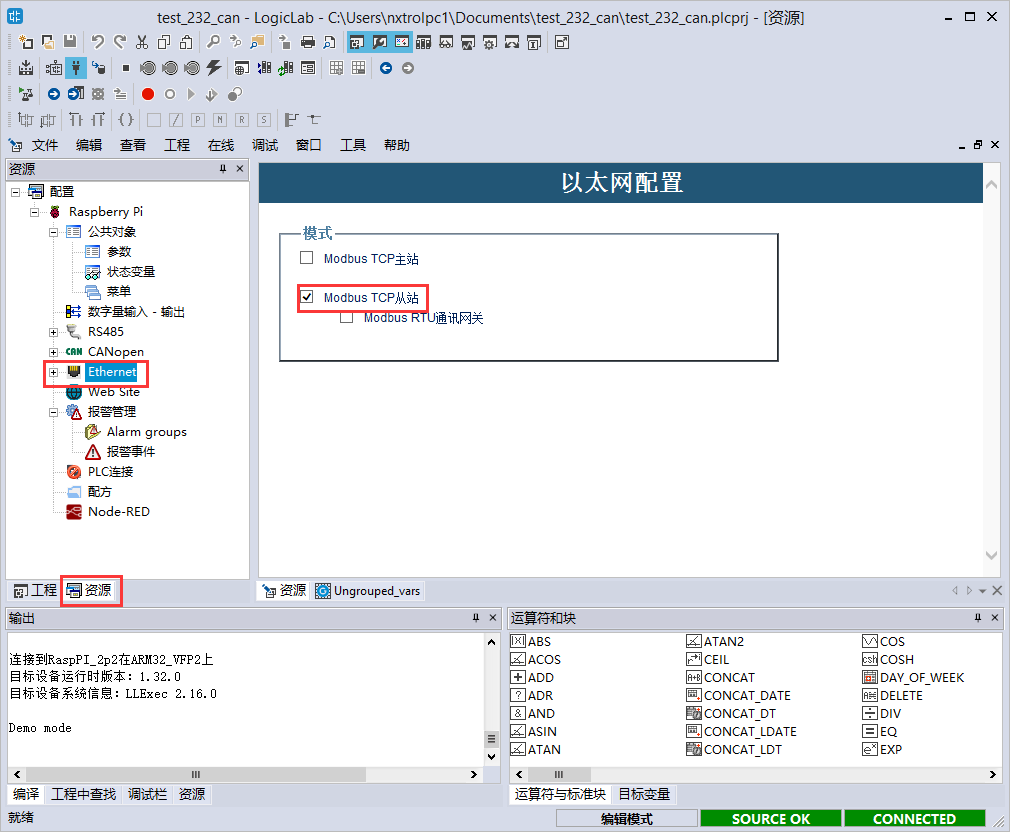 test_232_can - LogicLab - C:\Users\nxtrolpc1\Documents\test_232_can\test_232_can.plcprj - [资源]
文件 编辑 查看 工程 在线 调试 窗口 工具 帮助
资源
配置
Raspberry Pi
公共对象
参数
状态变量
菜单
数字量输入 - 输出
RS485
CAN CANopen
Ethernet
Web Site
报警管理
Alarm groups
报警事件
PLC连接
配方
Node-RED
工程 资源
以太网配置
模式
Modbus TCP主站
Modbus TCP从站
Modbus RTU通讯网关
资源 Ungrouped_vars
输出
连接到RaspPI_2p2在ARM32_VFP2上
目标设备运行时版本: 1.32.0
目标设备系统信息: LLExec 2.16.0
Demo mode
编译 工程中查找 调试栏 资源
运算符和块
ABS ATAN2 COS
ACOS CEIL COSH
ADD CONCAT DAY_OF_WEEK
ADR CONCAT_DATE DELETE
AND CONCAT_DT DIV
ASIN CONCAT_LDATE EQ
ATAN CONCAT_LDT EXP
运算符与标准块 目标变量
就绪 编辑模式 SOURCE OK CONNECTED